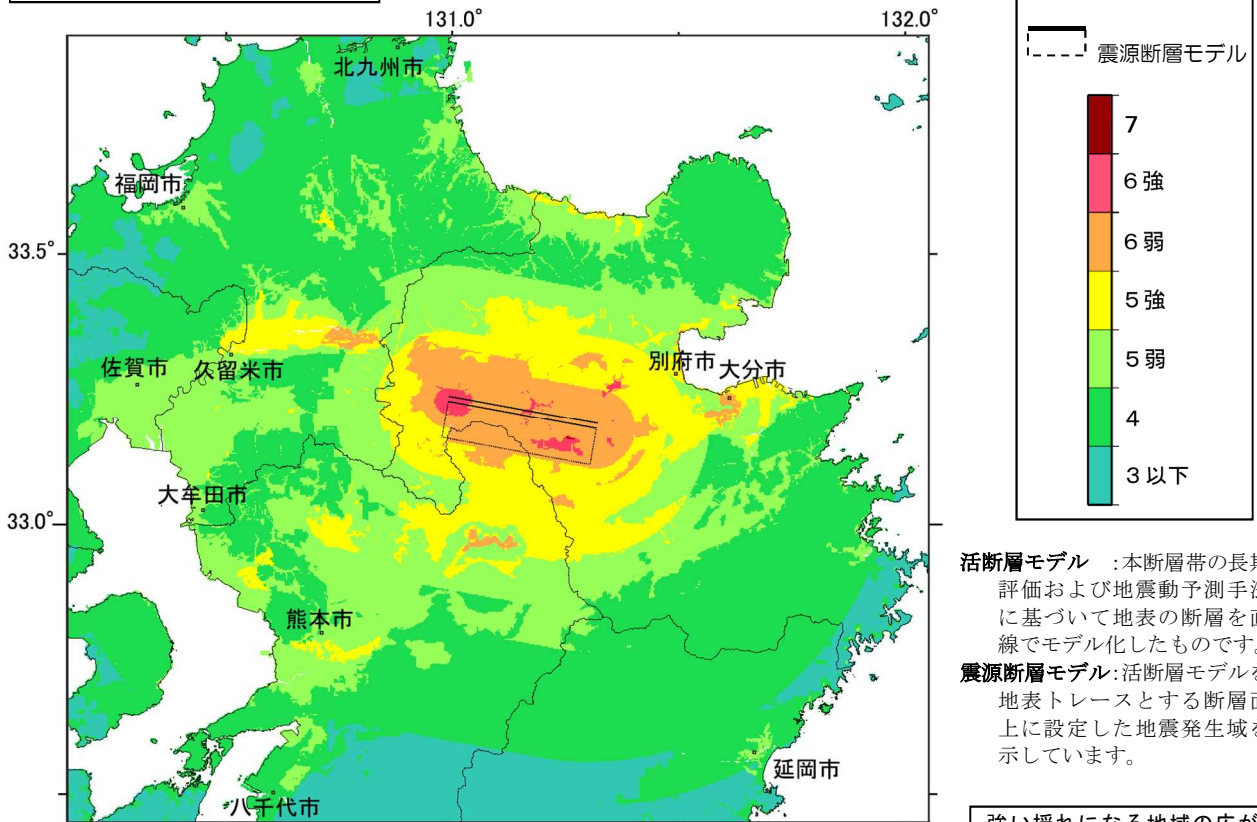 131.0°
132.0°
北九州市
福岡市
33.5°
佐賀市
久留米市
別府市
大分市
大牟田市
33.0°
熊本市
延岡市
八千代市
震源断層モデル
7
6強
6弱
5強
5弱
4
3以下
活断層モデル :本断層帯の長期
評価および地震動予測手法
に基づいて地表の断層を直
線でモデル化したものです。
震源断層モデル:活断層モデルを
地表トレースとする断層面
上に設定した地震発生域を
示しています。
強い揺れになる地域の広が